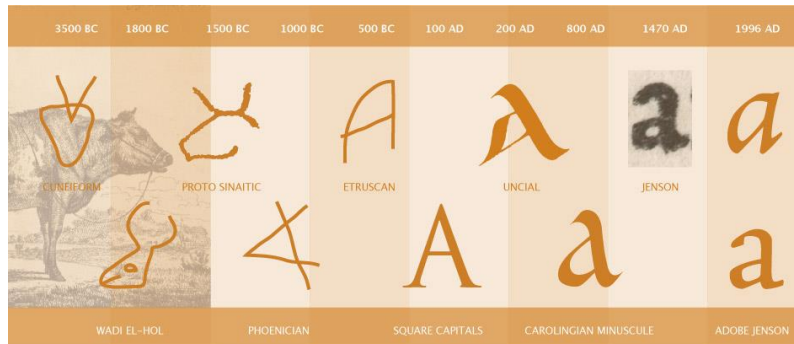 3500 BC 1800 BC 1500 BC 1000 BC 500 BC 100 AD 200 AD 800 AD 1470 AD 1996 AD
A A a a
CUNEIFORM PROTO SINAITIC ETRUSCAN UNCIAL JENSON
A a a
WADI EL-HOL PHOENICIAN SQUARE CAPITALS CAROLINGIAN MINUSCULE ADOBE JENSON